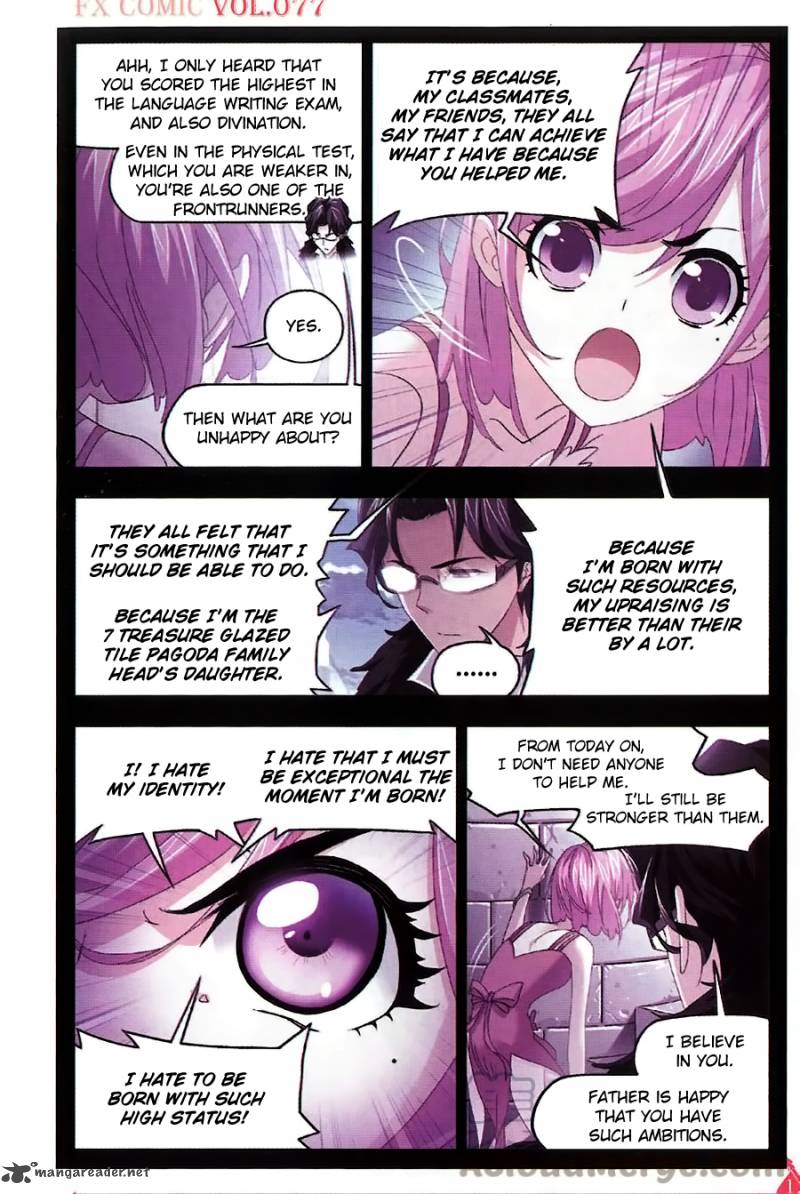 FX COMIC VOL.077
AHH, I ONLY HEARD THAT
YOU SCORED THE HIGHEST IN
THE LANGUAGE WRITING EXAM,
AND ALSO DIVINATION.
EVEN IN THE PHYSICAL TEST,
WHICH YOU ARE WEAKER IN,
YOU'RE ALSO ONE OF THE
FRONTRUNNERS.
YES.
THEN WHAT ARE YOU
UNHAPPY ABOUT?
IT'S BECAUSE,
MY CLASSMATES,
MY FRIENDS, THEY ALL
SAY THAT I CAN ACHIEVE
WHAT I HAVE BECAUSE
YOU HELPED ME.
THEY ALL FELT THAT
IT'S SOMETHING THAT I
SHOULD BE ABLE TO DO.
BECAUSE I'M THE
7 TREASURE GLAZED
TILE PAGODA FAMILY
HEAD'S DAUGHTER.
......
BECAUSE
I'M BORN WITH
SUCH RESOURCES,
MY UPRAISING IS
BETTER THAN THEIR
BY A LOT.
I! I HATE
MY IDENTITY!
I HATE THAT I MUST
BE EXCEPTIONAL THE
MOMENT I'M BORN!
I HATE TO BE
BORN WITH SUCH
HIGH STATUS!
FROM TODAY ON,
I DON'T NEED ANYONE
TO HELP ME.
I'LL STILL BE
STRONGER THAN THEM.
I BELIEVE
IN YOU.
FATHER IS HAPPY
THAT YOU HAVE
SUCH AMBITIONS.
mangareader.net
1